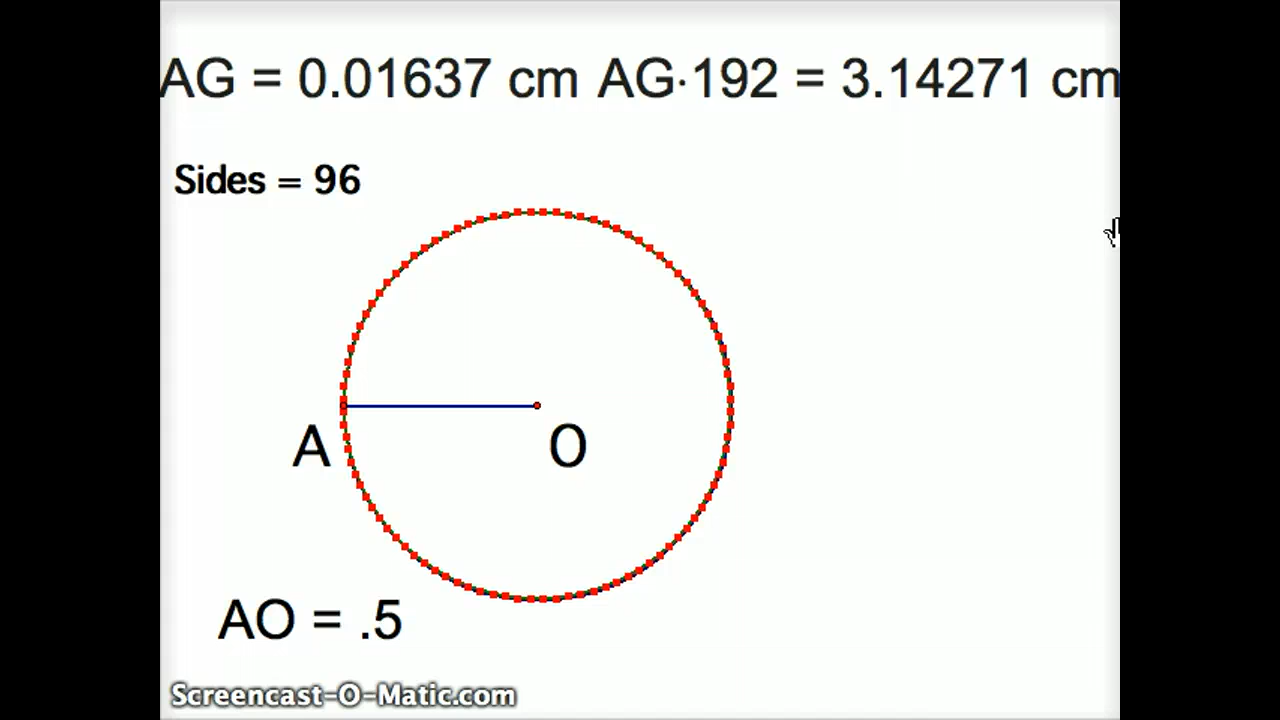 AG = 0.01637 cm AG·192 = 3.14271 cm
Sides = 96
A O
AO = .5
Screencast-O-Matic.com